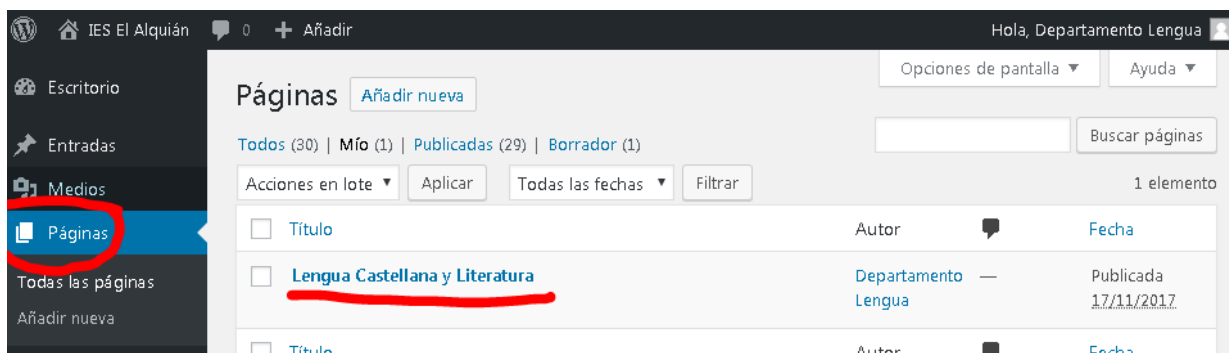 IES El Alquián 0 + Añadir Hola, Departamento Lengua
Escritorio
Entradas
Medios
Páginas
Todas las páginas
Añadir nueva
Opciones de pantalla ▼ Ayuda ▼
Páginas Añadir nueva
Todos (30) | Mío (1) | Publicadas (29) | Borrador (1)
Buscar páginas
Acciones en lote ▼ Aplicar Todas las fechas ▼ Filtrar 1 elemento
Título Autor Fecha
Lengua Castellana y Literatura Departamento — Publicada
Lengua 17/11/2017
Título Autor Fecha